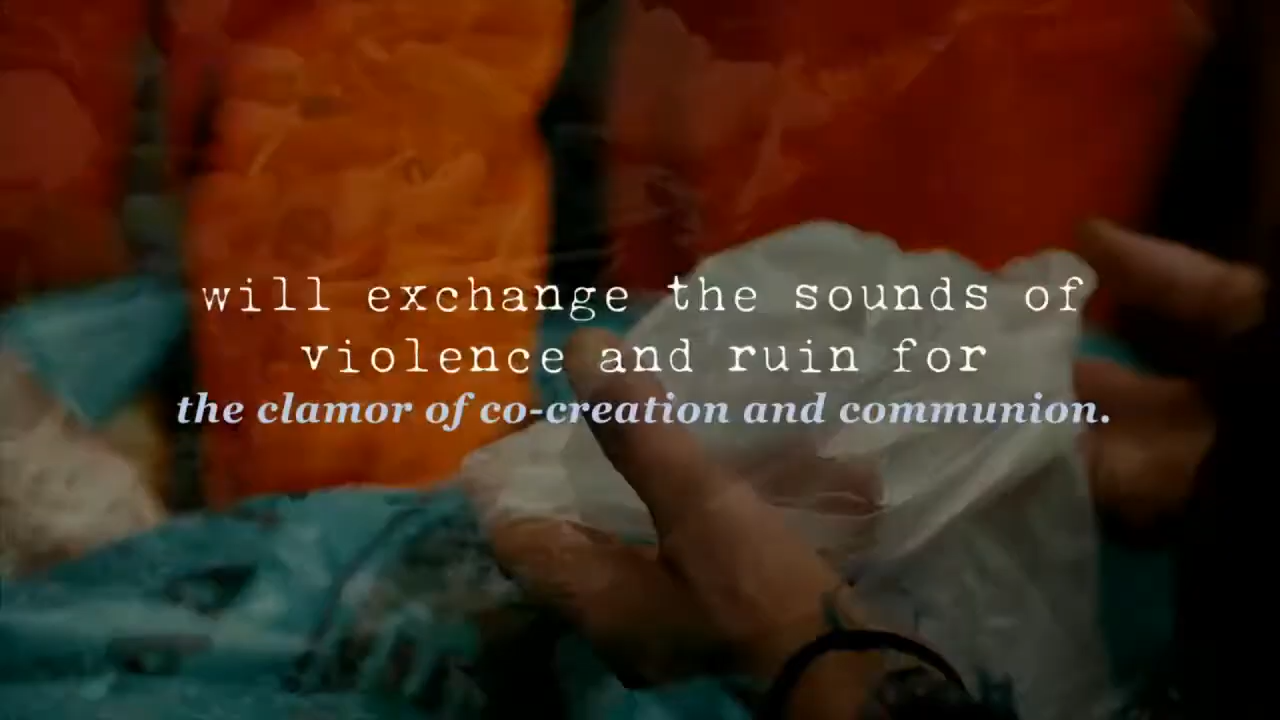 will exchange the sounds of
violence and ruin for
the clamor of co-creation and communion.